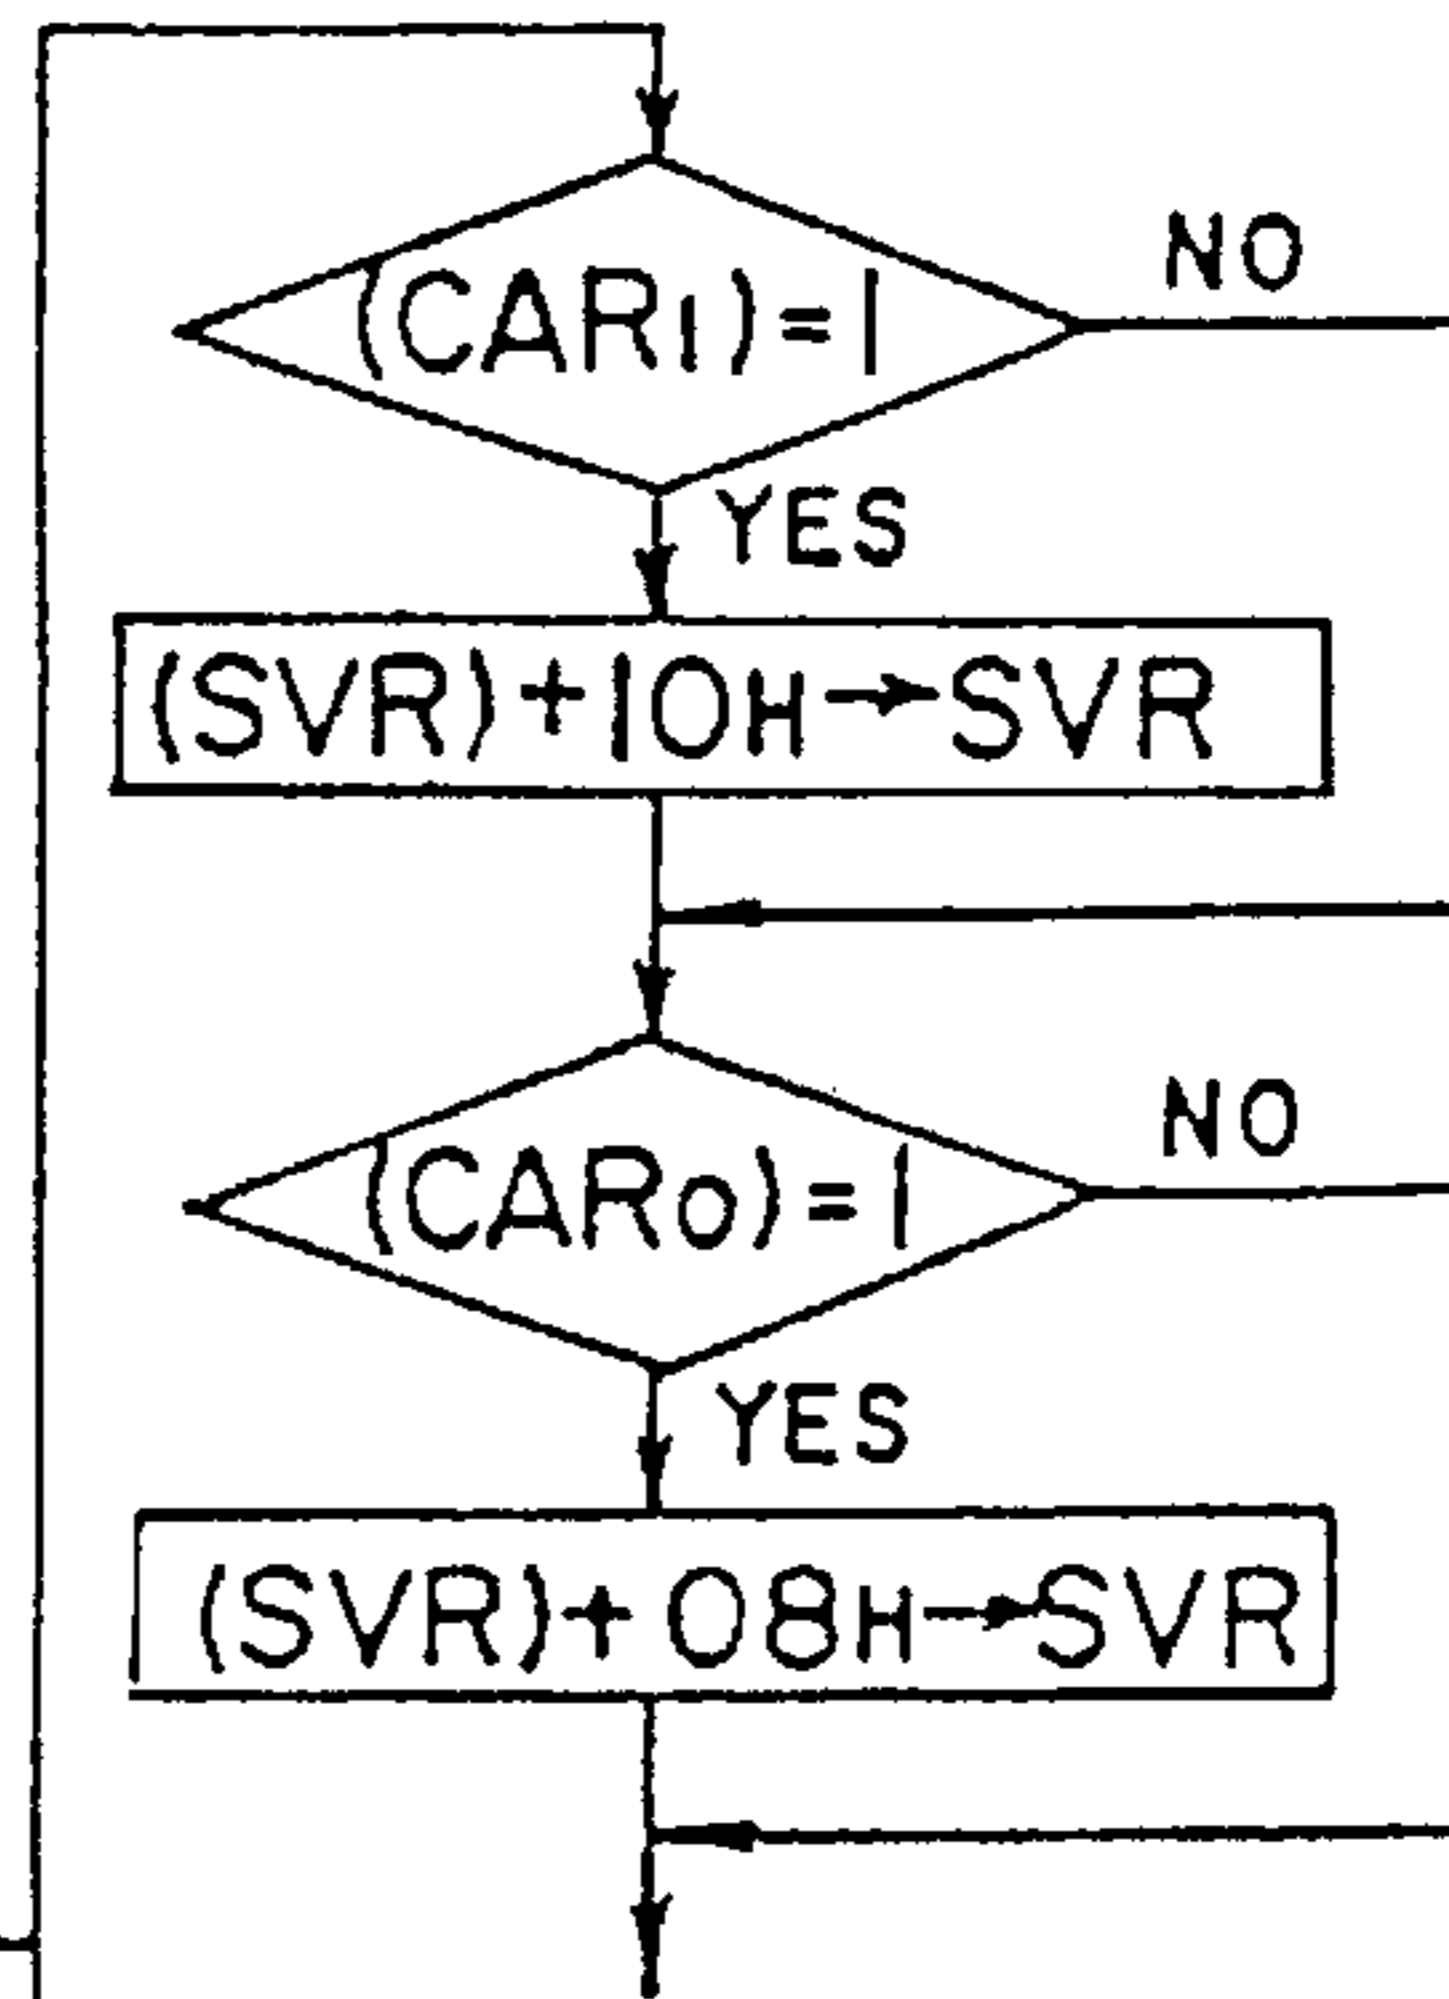 NO
(CAR1)=1
YES
(SVR)+10H→SVR
NO
(CAR0)=1
YES
(SVR)+08H→SVR